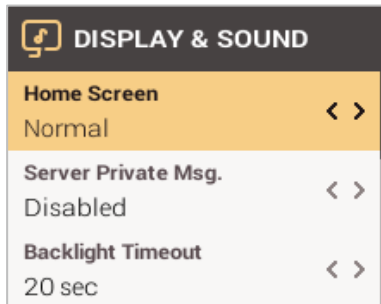 DISPLAY & SOUND
Home Screen
Normal
Server Private Msg.
Disabled
Backlight Timeout
20 sec